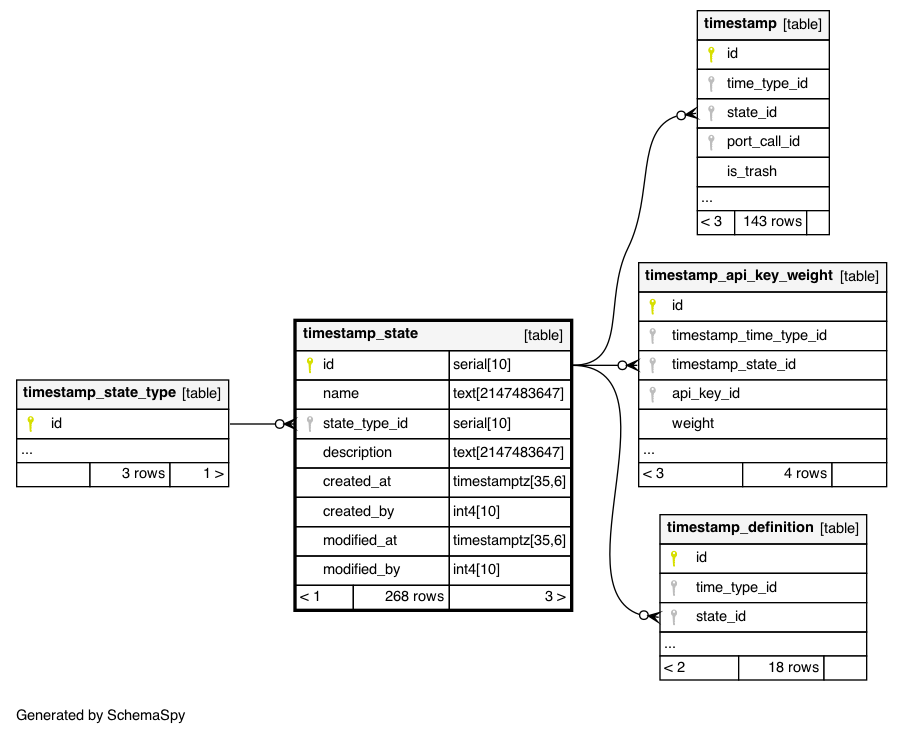 timestamp [table]
id
time_type_id
state_id
port_call_id
is_trash
...
< 3 143 rows
timestamp_api_key_weight [table]
id
timestamp_time_type_id
timestamp_state_id
api_key_id
weight
...
< 3 4 rows
timestamp_state [table]
id serial[10]
name text[2147483647]
state_type_id serial[10]
description text[2147483647]
created_at timestamptz[35,6]
created_by int4[10]
modified_at timestamptz[35,6]
modified_by int4[10]
< 1 268 rows 3 >
timestamp_state_type [table]
id
...
3 rows 1 >
timestamp_definition [table]
id
time_type_id
state_id
...
< 2 18 rows
Generated by SchemaSpy